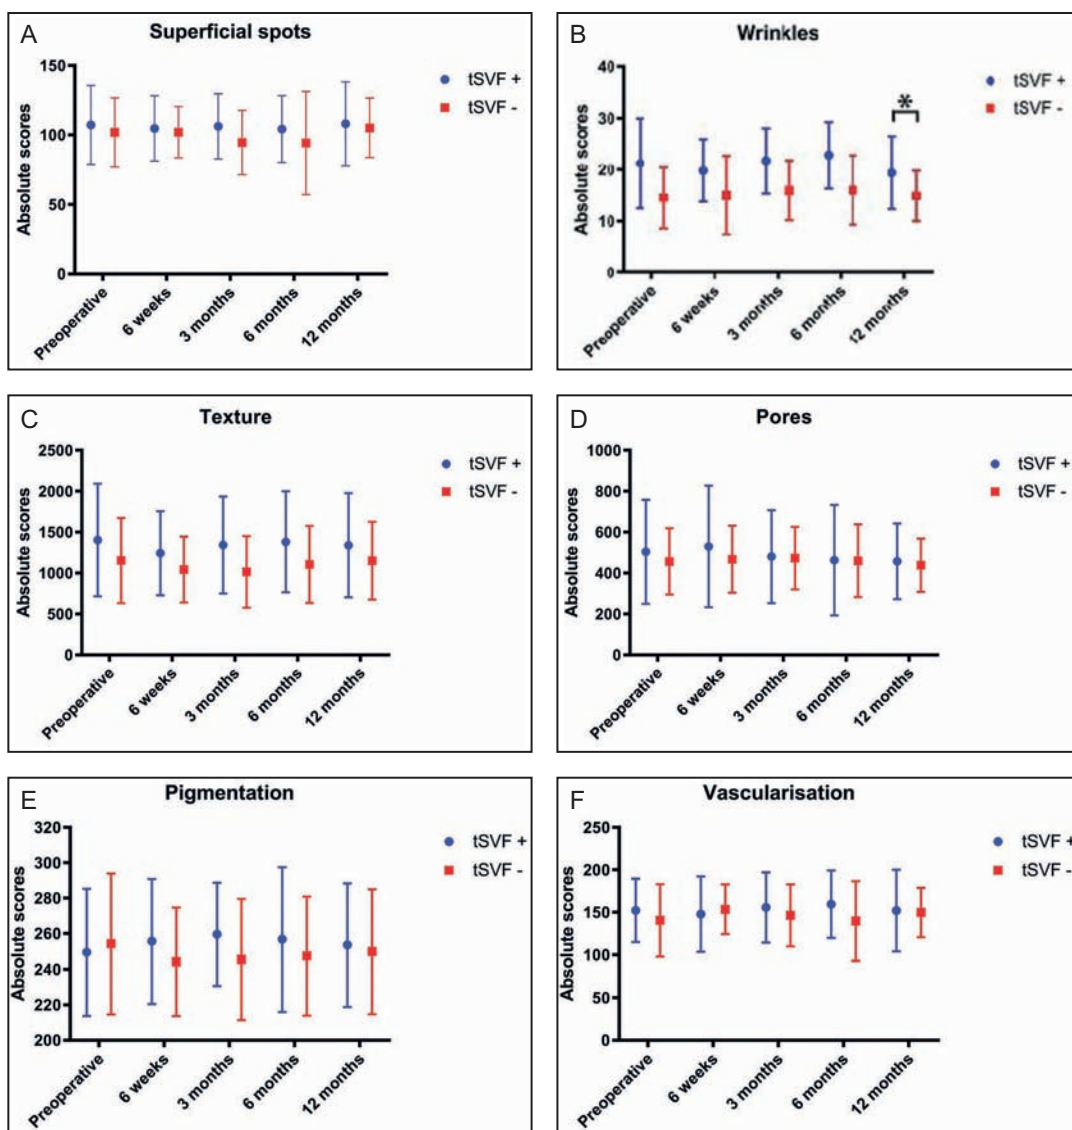 A
Superficial spots
Absolute scores
150
100
50
0
Preoperative
6 weeks
3 months
6 months
12 months
tSVF +
tSVF -
B
Wrinkles
Absolute scores
40
30
20
10
0
*
Preoperative
6 weeks
3 months
6 months
12 months
tSVF +
tSVF -
C
Texture
Absolute scores
2500
2000
1500
1000
500
0
Preoperative
6 weeks
3 months
6 months
12 months
tSVF +
tSVF -
D
Pores
Absolute scores
1000
800
600
400
200
0
Preoperative
6 weeks
3 months
6 months
12 months
tSVF +
tSVF -
E
Pigmentation
Absolute scores
320
300
280
260
240
220
200
Preoperative
6 weeks
3 months
6 months
12 months
tSVF +
tSVF -
F
Vascularisation
Absolute scores
250
200
150
100
50
0
Preoperative
6 weeks
3 months
6 months
12 months
tSVF +
tSVF -